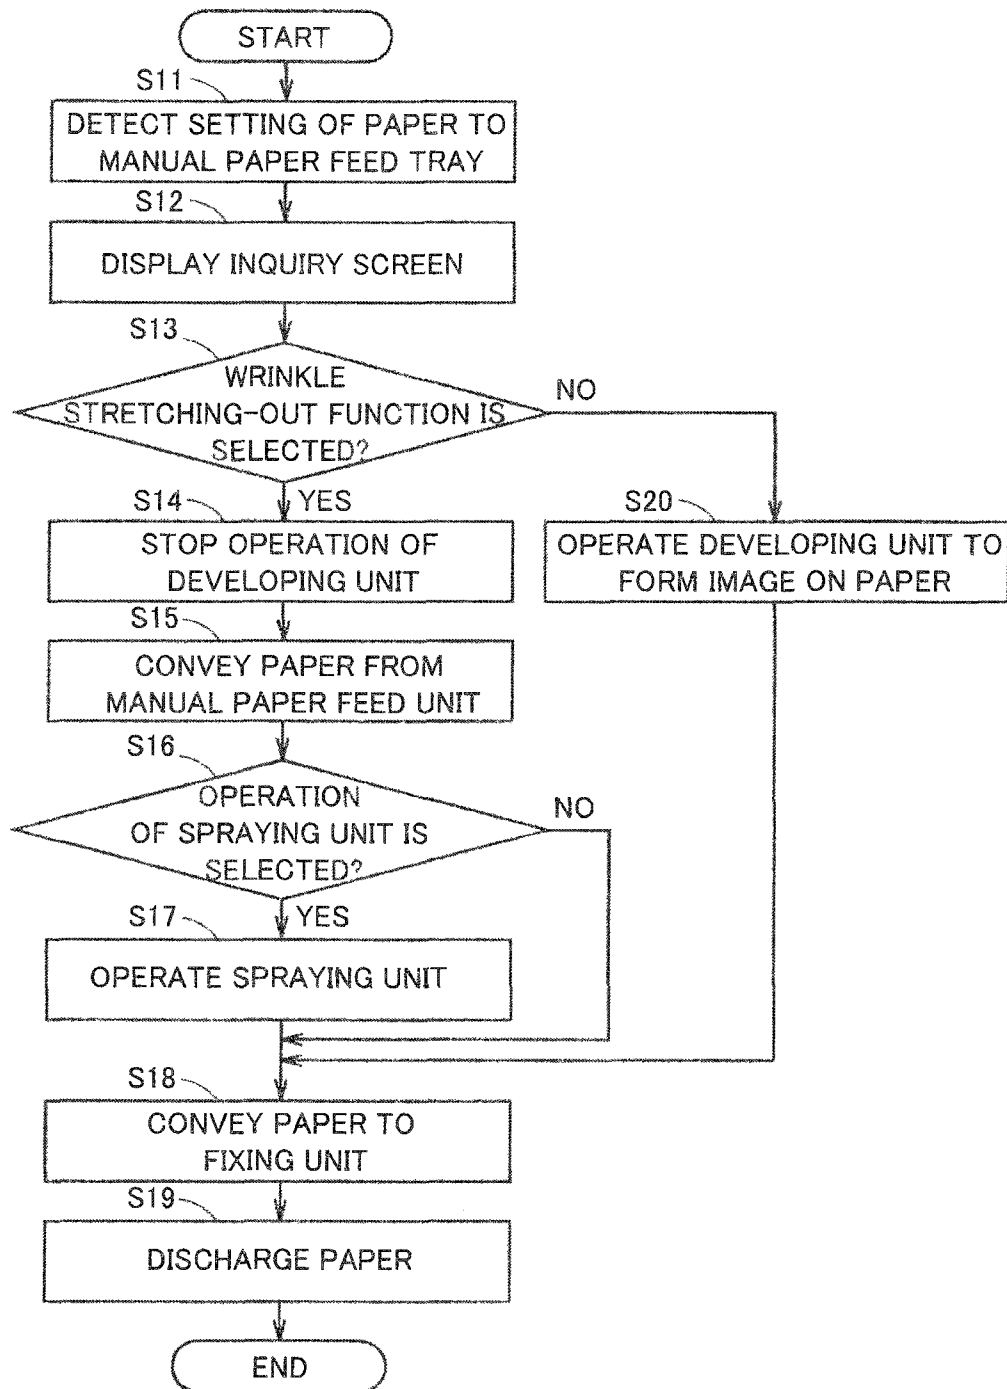 START
S11
DETECT SETTING OF PAPER TO
MANUAL PAPER FEED TRAY
S12
DISPLAY INQUIRY SCREEN
S13
WRINKLE
STRETCHING-OUT FUNCTION IS
SELECTED?
NO
YES
S14
STOP OPERATION OF
DEVELOPING UNIT
S20
OPERATE DEVELOPING UNIT TO
FORM IMAGE ON PAPER
S15
CONVEY PAPER FROM
MANUAL PAPER FEED UNIT
S16
OPERATION
OF SPRAYING UNIT IS
SELECTED?
NO
YES
S17
OPERATE SPRAYING UNIT
S18
CONVEY PAPER TO
FIXING UNIT
S19
DISCHARGE PAPER
END